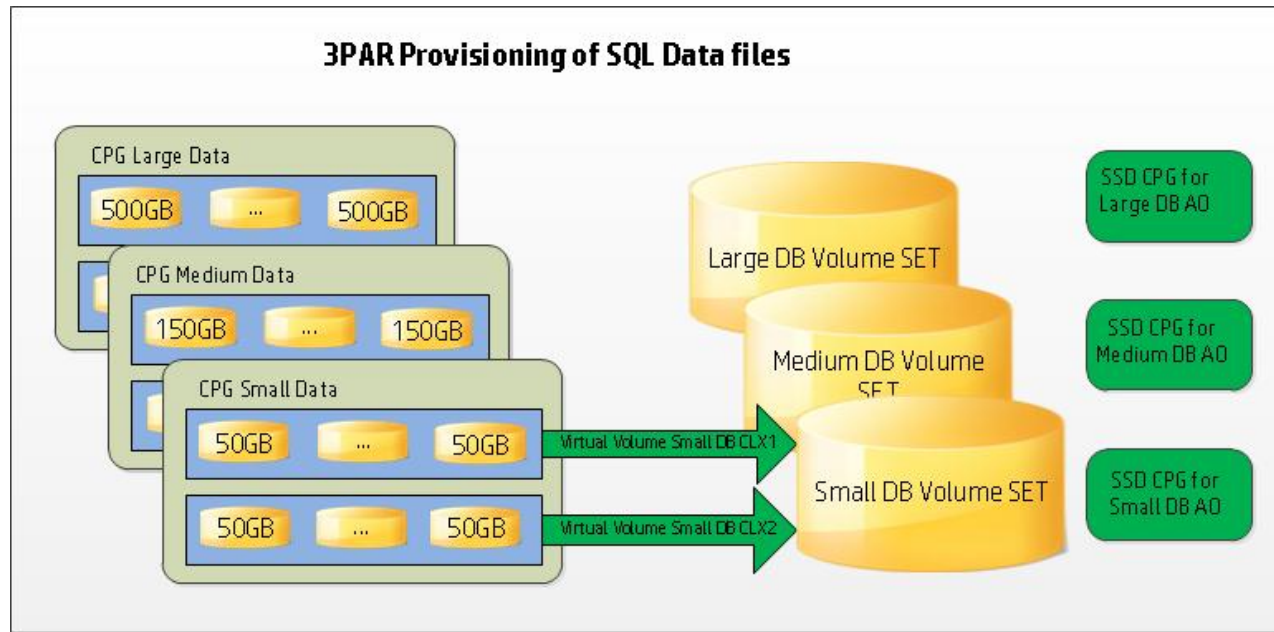 3PAR Provisioning of SQL Data files
CPG Large Data
500GB ... 500GB
CPG Medium Data
150GB ... 150GB
CPG Small Data
50GB ... 50GB
50GB ... 50GB
Virtual Volume Small DB CLX1
Virtual Volume Small DB CLX2
Large DB Volume SET
Medium DB Volume
SET
Small DB Volume SET
SSD CPG for
Large DB AO
SSD CPG for
Medium DB AO
SSD CPG for
Small DB AO